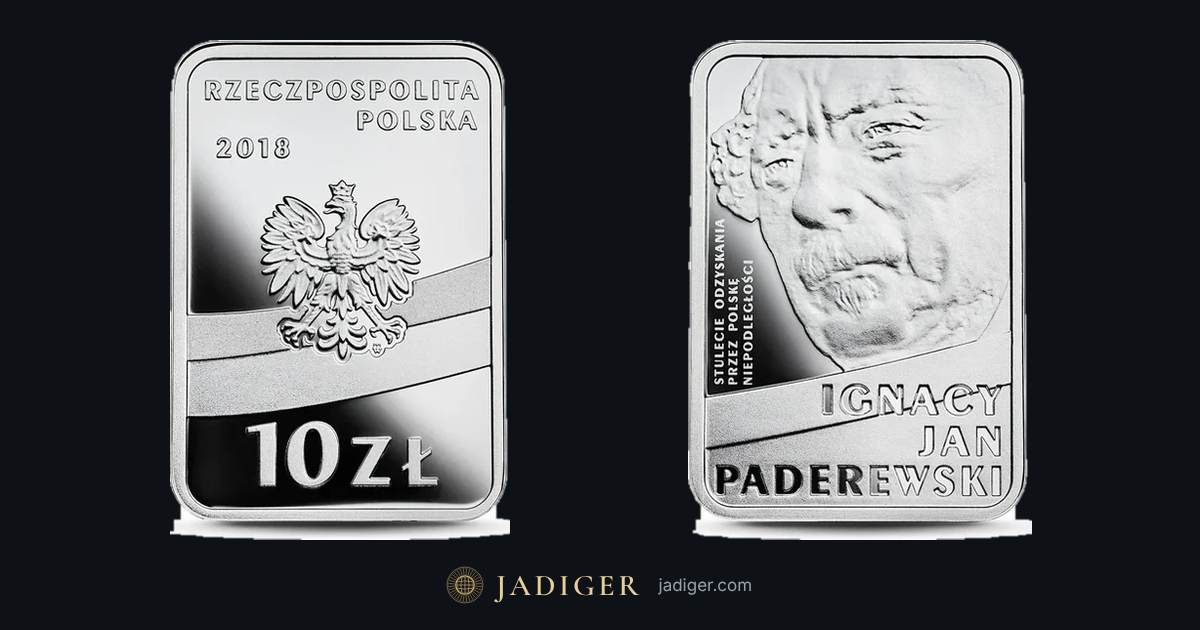 RZECZPOSPOLITA
POLSKA
2018
10 ZŁ
STULECIE ODZYSKANIA
PRZEZ POLSKĘ
NIEPODLEGŁOŚCI
IGNACY
JAN
PADEREWSKI
JADIGER
jadiger.com